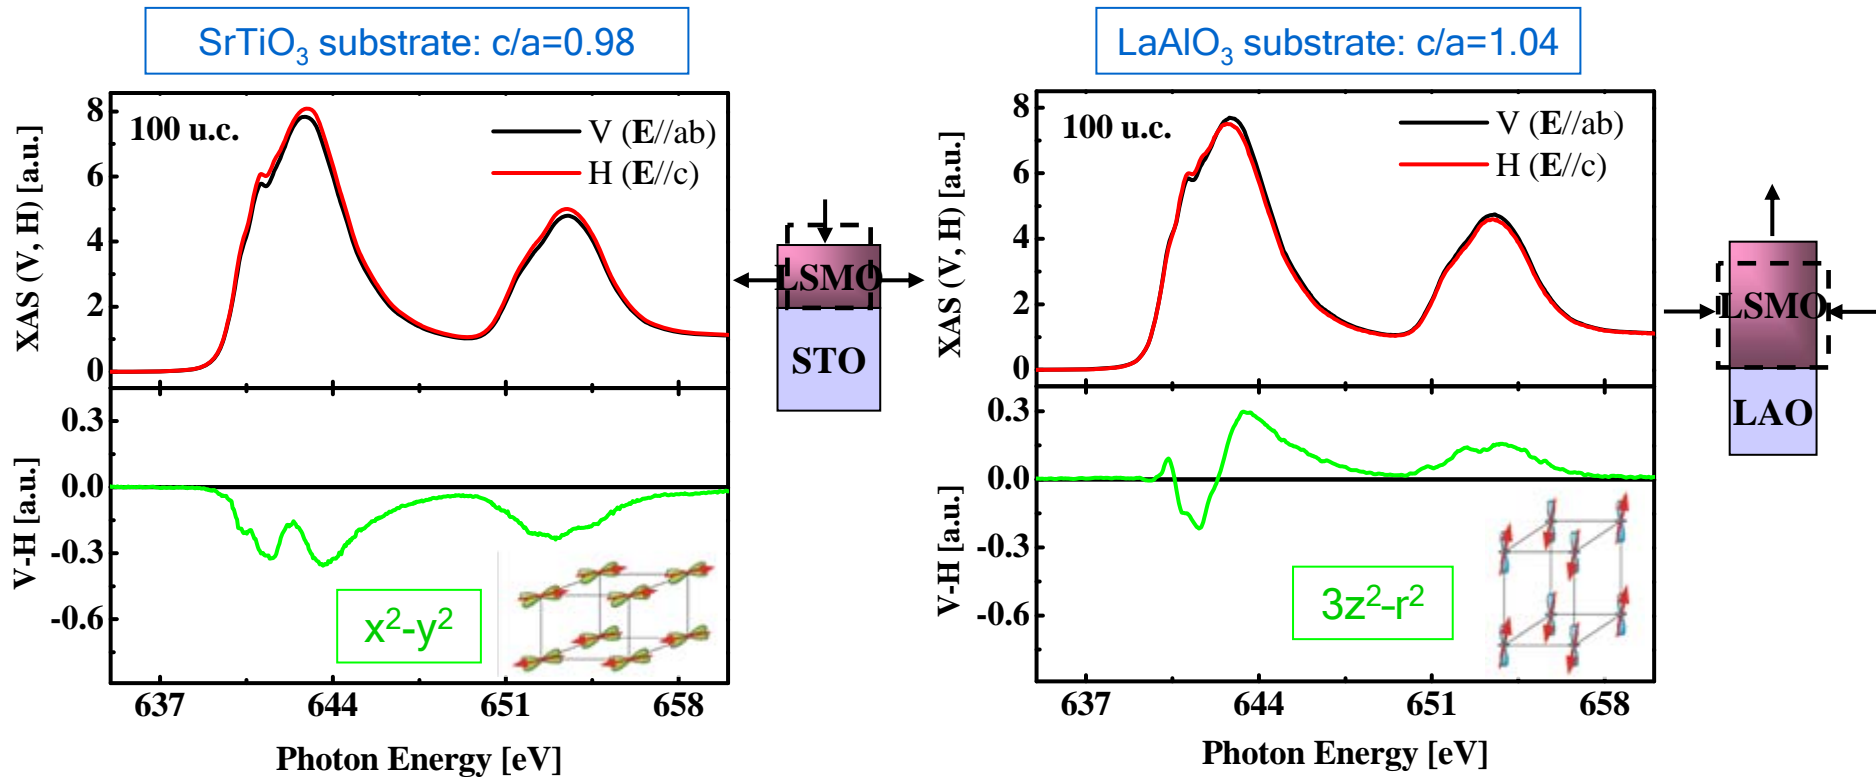 SrTiO3 substrate: c/a=0.98
8
6
4
2
0
XAS (V, H) [a.u.]
100 u.c.
V (E//ab)
H (E//c)
0.3
0.0
-0.3
-0.6
V-H [a.u.]
x²-y²
637
644
651
658
Photon Energy [eV]
LSMO
STO
LaAlO3 substrate: c/a=1.04
8
6
4
2
0
XAS (V, H) [a.u.]
100 u.c.
V (E//ab)
H (E//c)
0.3
0.0
-0.3
-0.6
V-H [a.u.]
3z²-r²
637
644
651
658
Photon Energy [eV]
LSMO
LAO